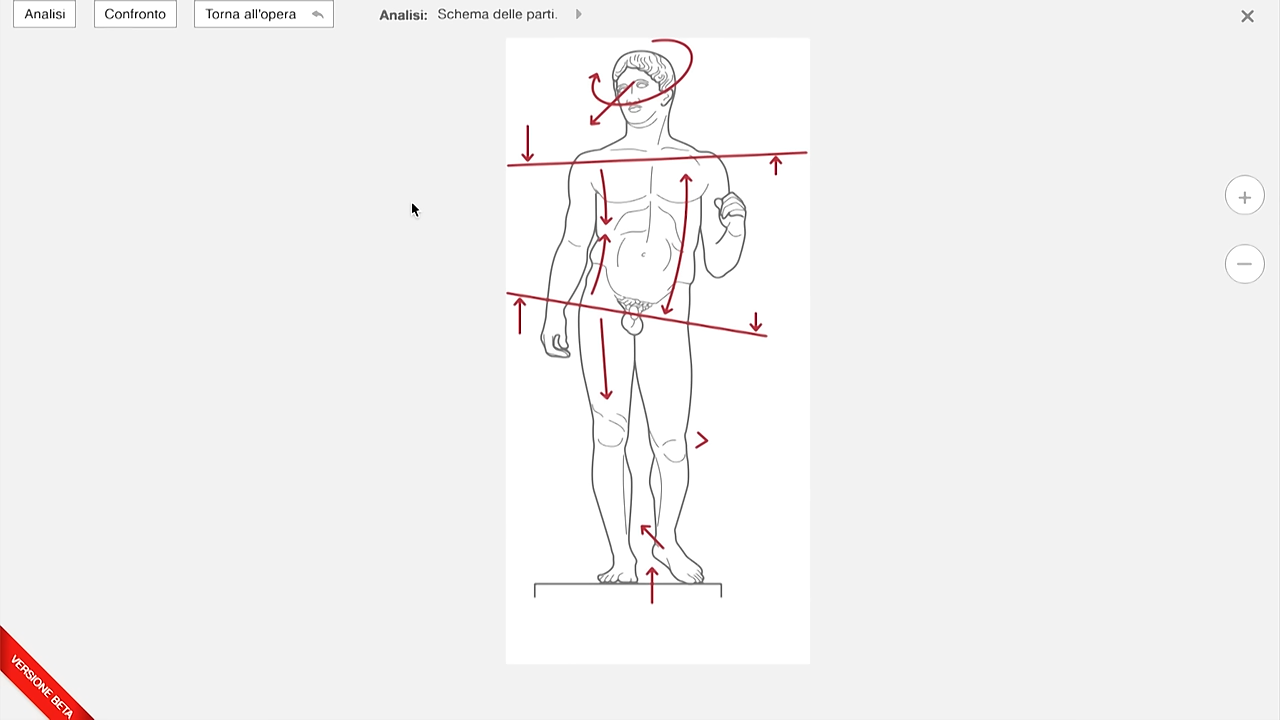 Analisi
Confronto
Torna all'opera
Analisi: Schema delle parti.
VERSIONE BETA